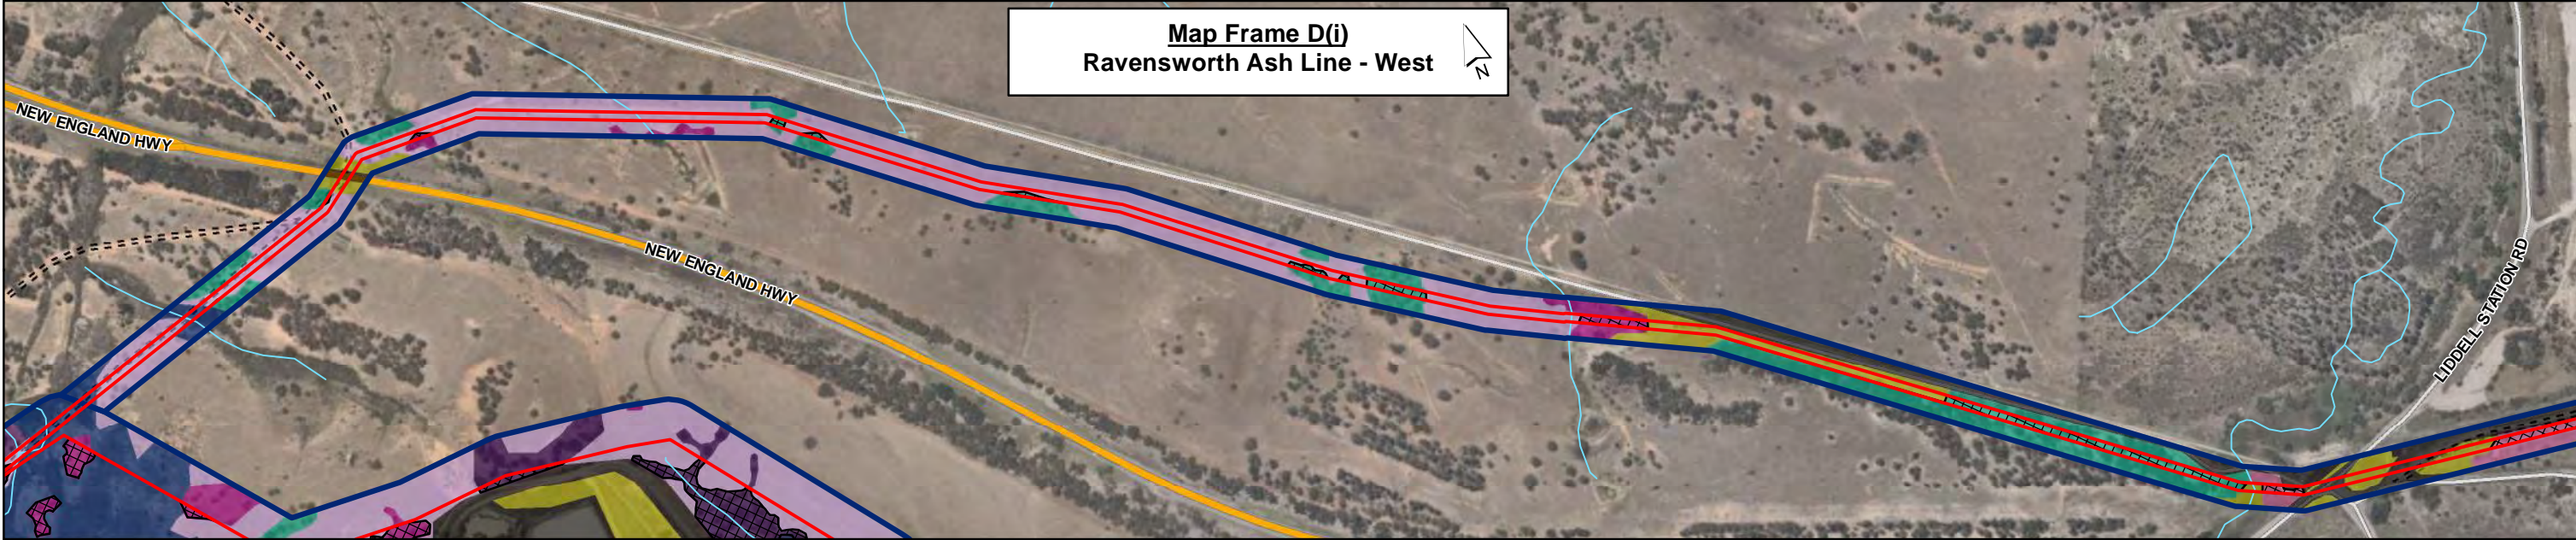 Map Frame D(i)
Ravensworth Ash Line - West
N
NEW ENGLAND HWY
NEW ENGLAND HWY
LIDDELL STATION RD